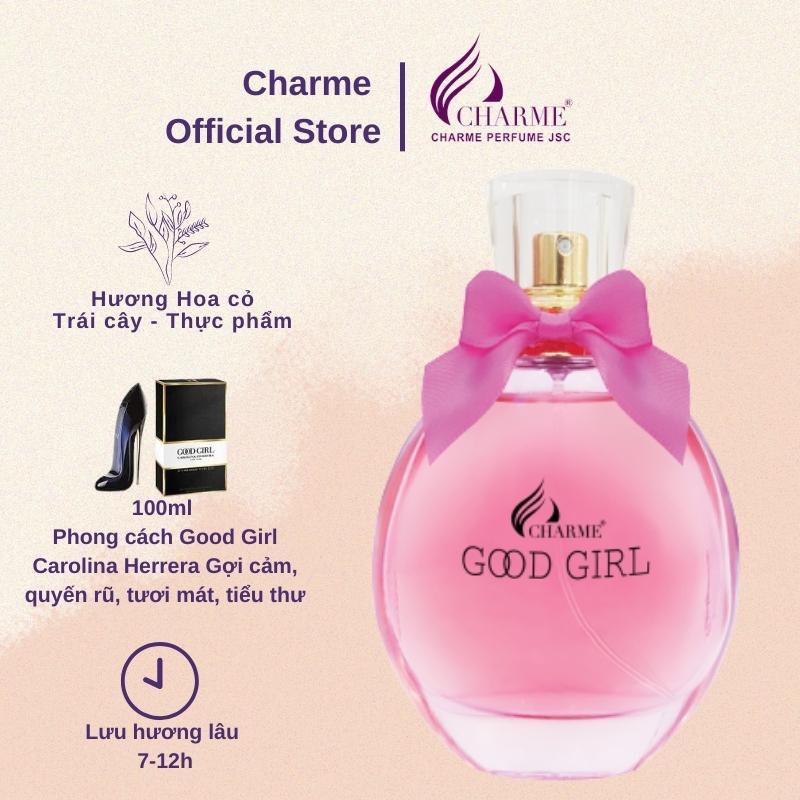 Charme
Official Store
CHARME®
CHARME PERFUME JSC
Hương Hoa cỏ
Trái cây - Thực phẩm
GOOD GIRL
CAROLINA HERRERA
100ml
Phong cách Good Girl
Carolina Herrera Gợi cảm,
quyến rũ, tươi mát, tiểu thư
CHARME®
GOOD GIRL
Lưu hương lâu
7-12h